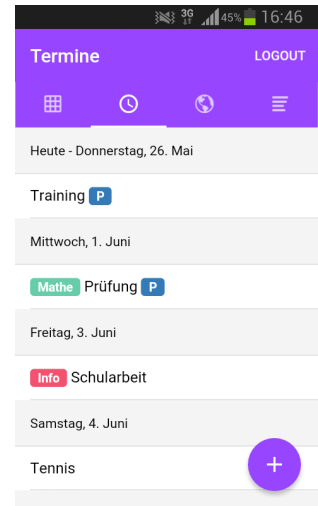 3G 45% 16:46
Termine LOGOUT
Heute - Donnerstag, 26. Mai
Training P
Mittwoch, 1. Juni
Mathe Prüfung P
Freitag, 3. Juni
Info Schularbeit
Samstag, 4. Juni
Tennis